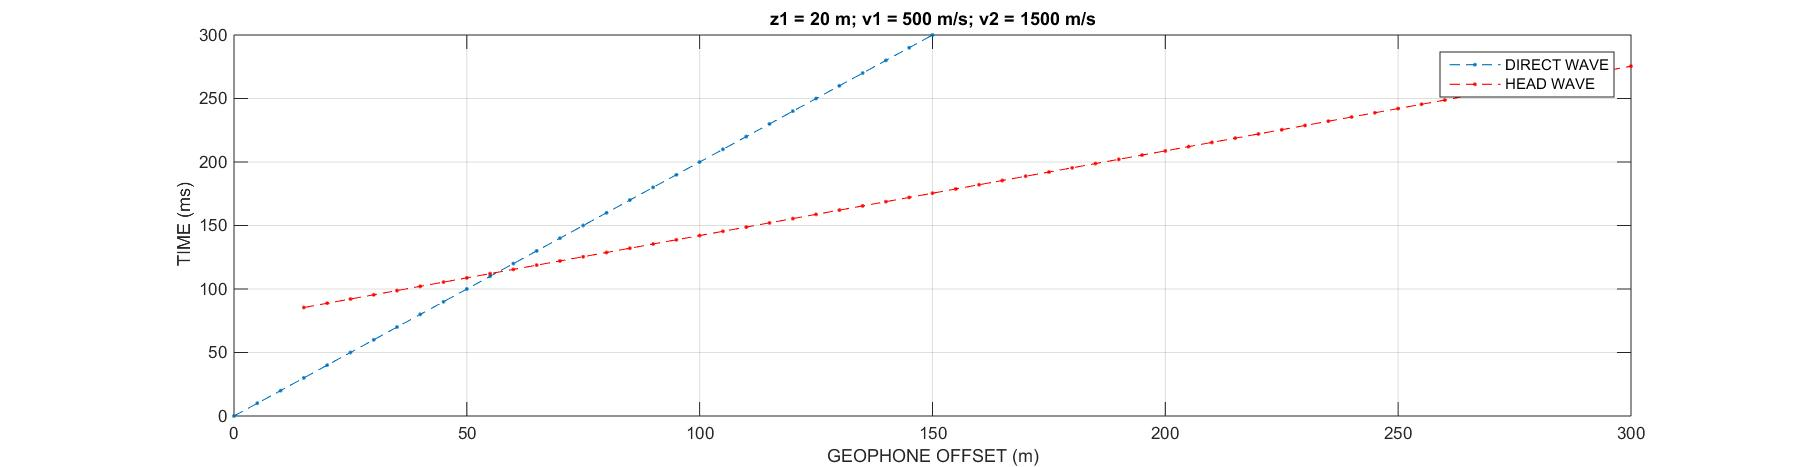 z1 = 20 m; v1 = 500 m/s; v2 = 1500 m/s
300
250
200
150
100
50
0
TIME (ms)
DIRECT WAVE
HEAD WAVE
0 50 100 150 200 250 300
GEOPHONE OFFSET (m)